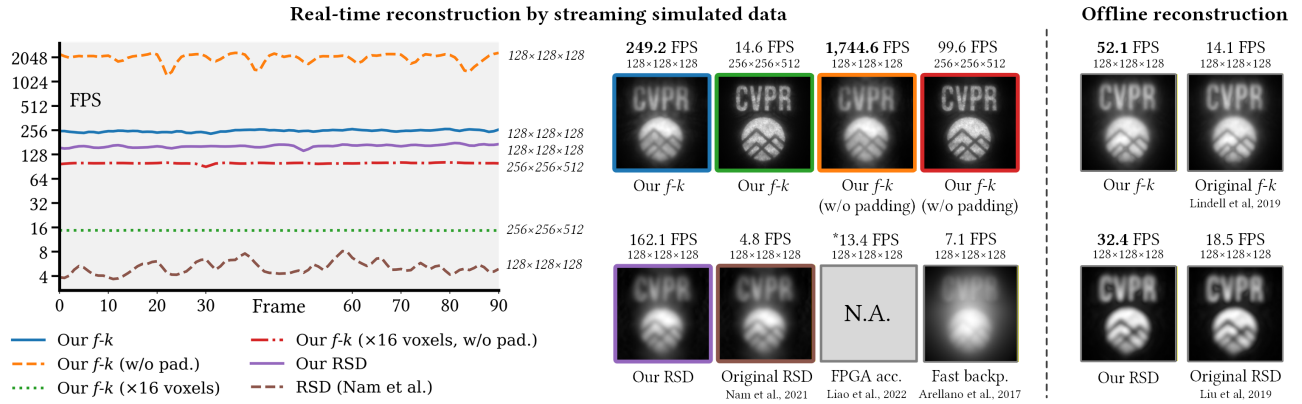 Real-time reconstruction by streaming simulated data
Offline reconstruction
2048
1024
512
256
128
64
32
16
8
4
FPS
0
10
20
30
Frame
60
70
80
90
128×128×128
128×128×128
128×128×128
256×256×512
256×256×512
128×128×128
Our f-k
Our f-k (w/o pad.)
Our f-k (×16 voxels)
Our f-k (×16 voxels, w/o pad.)
Our RSD
RSD (Nam et al.)
249.2 FPS
128×128×128
CVPR
Our f-k
14.6 FPS
256×256×512
CVPR
Our f-k
1,744.6 FPS
128×128×128
CVPR
Our f-k
(w/o padding)
99.6 FPS
256×256×512
CVPR
Our f-k
(w/o padding)
162.1 FPS
128×128×128
CVPR
Our RSD
4.8 FPS
128×128×128
CVPR
Original RSD
Nam et al., 2021
*13.4 FPS
128×128×128
N.A.
FPGA acc.
Liao et al., 2022
7.1 FPS
128×128×128
CVPR
Fast backp.
Arellano et al., 2017
52.1 FPS
128×128×128
CVPR
Our f-k
14.1 FPS
128×128×128
CVPR
Original f-k
Lindell et al, 2019
32.4 FPS
128×128×128
CVPR
Our RSD
18.5 FPS
128×128×128
CVPR
Original RSD
Liu et al, 2019